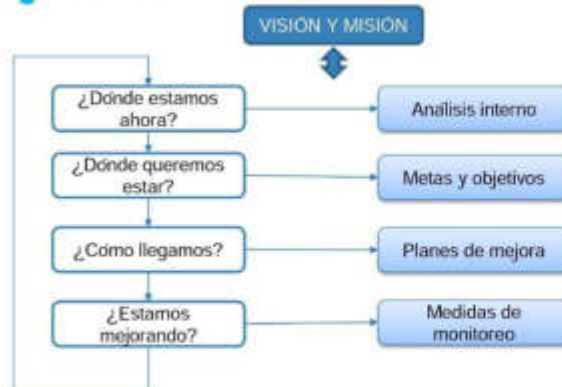 VISIÓN Y MISIÓN
¿Dónde estamos
ahora?
Análisis interno
¿Dónde queremos
estar?
Metas y objetivos
¿Cómo llegamos?
Planes de mejora
¿Estamos
mejorando?
Medidas de
monitoreo